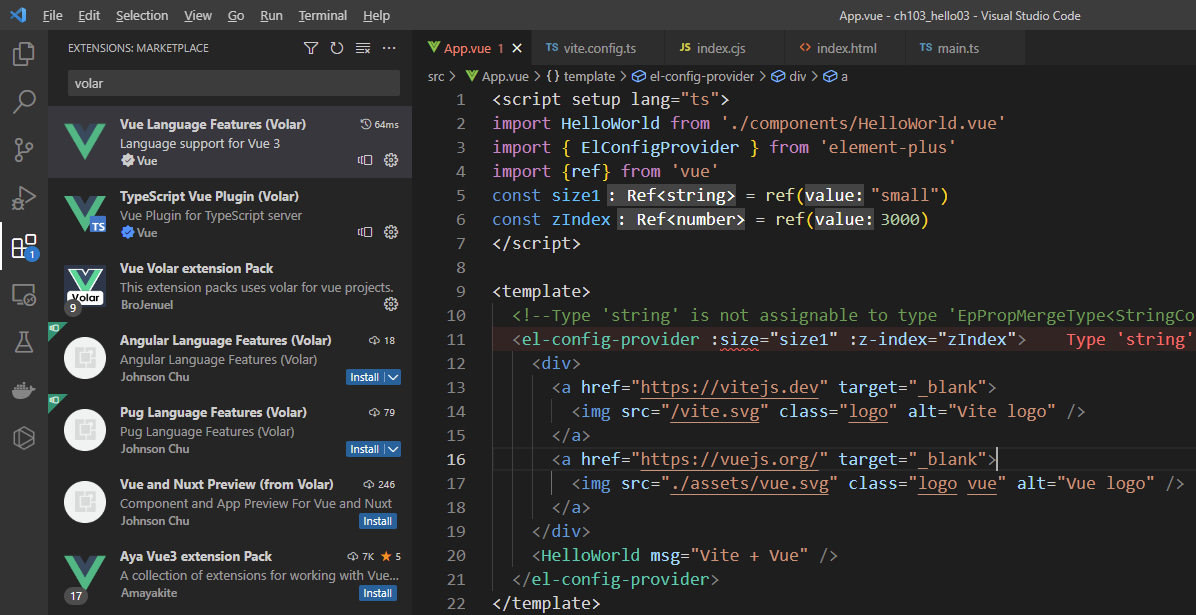 File Edit Selection View Go Run Terminal Help
App.vue - ch103_hello03 - Visual Studio Code
EXTENSIONS: MARKETPLACE
volar
Vue Language Features (Volar) 64ms
Language support for Vue 3
Vue
TypeScript Vue Plugin (Volar)
Vue Plugin for TypeScript server
Vue
TS
Vue Volar extension Pack
This extension packs uses volar for vue projects.
BroJenuel
Volar
9
Angular Language Features (Volar) 18
Angular Language Features (Volar)
Johnson Chu Install
Pug Language Features (Volar) 79
Pug Language Features (Volar)
Johnson Chu Install
Vue and Nuxt Preview (from Volar) 246
Component and App Preview For Vue and Nuxt
Johnson Chu Install
Aya Vue3 extension Pack 7K 5
A collection of extensions for working with Vue...
Amayakite Install
17
1
App.vue 1 TS vite.config.ts JS index.cjs <> index.html TS main.ts
src > App.vue > {} template > el-config-provider > div > a
1 <script setup lang="ts">
2 import HelloWorld from './components/HelloWorld.vue'
3 import { ElConfigProvider } from 'element-plus'
4 import {ref} from 'vue'
5 const size1 : Ref<string> = ref(value: "small")
6 const zIndex : Ref<number> = ref(value: 3000)
7 </script>
8
9 <template>
10 <!--Type 'string' is not assignable to type 'EpPropMergeType<StringCo
11 <el-config-provider :size="size1" :z-index="zIndex"> Type 'string'
12 <div>
13 <a href="https://vitejs.dev" target="_blank">
14 <img src="/vite.svg" class="logo" alt="Vite logo" />
15 </a>
16 <a href="https://vuejs.org/" target="_blank">
17 <img src="./assets/vue.svg" class="logo vue" alt="Vue logo" />
18 </a>
19 </div>
20 <HelloWorld msg="Vite + Vue" />
21 </el-config-provider>
22 </template>